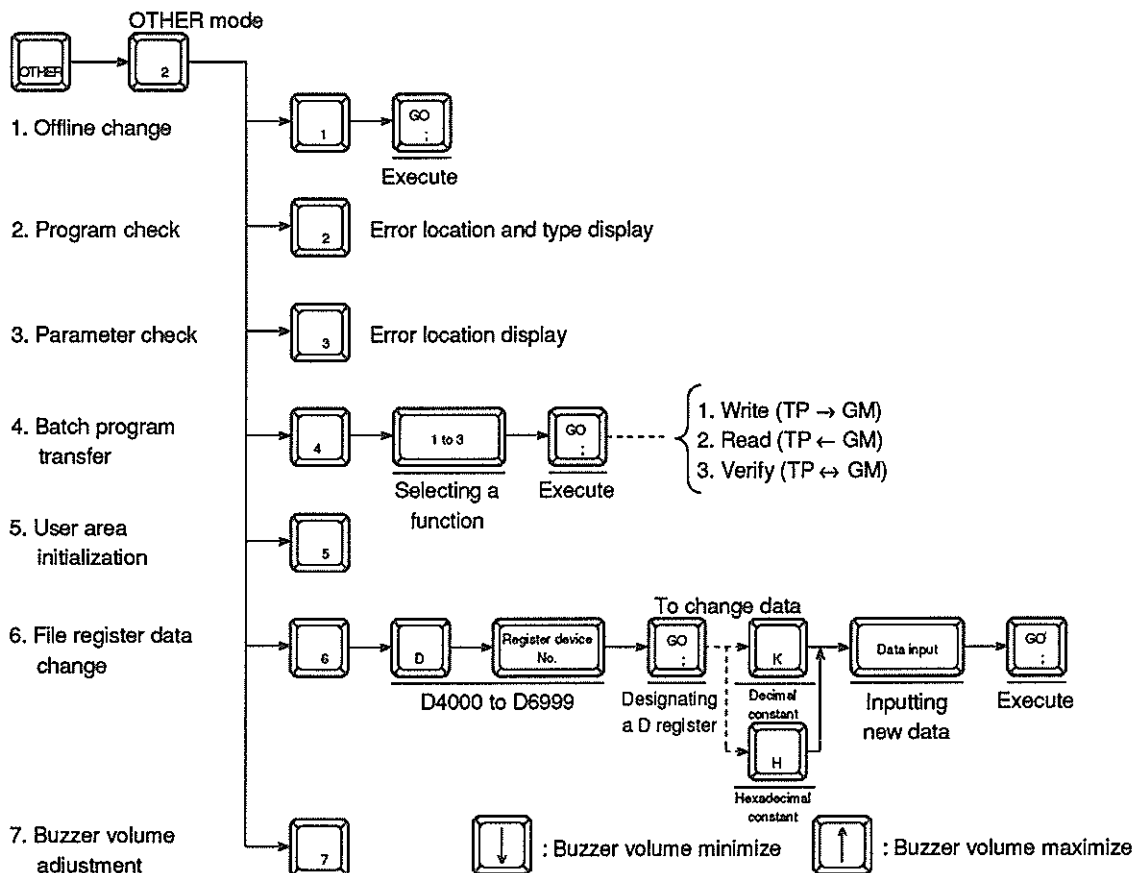 OTHER mode
OTHER
2
1. Offline change
1
GO
;
Execute
2. Program check
2
Error location and type display
3. Parameter check
3
Error location display
4. Batch program
transfer
4
1 to 3
GO
;
Selecting a
function
Execute
1. Write (TP → GM)
2. Read (TP ← GM)
3. Verify (TP ↔ GM)
5. User area
initialization
5
6. File register data
change
6
D
Register device
No.
D4000 to D6999
GO
;
Designating
a D register
To change data
K
Decimal
constant
H
Hexadecimal
constant
Data input
Inputting
new data
GO
;
Execute
7. Buzzer volume
adjustment
7
↓ : Buzzer volume minimize
↑ : Buzzer volume maximize